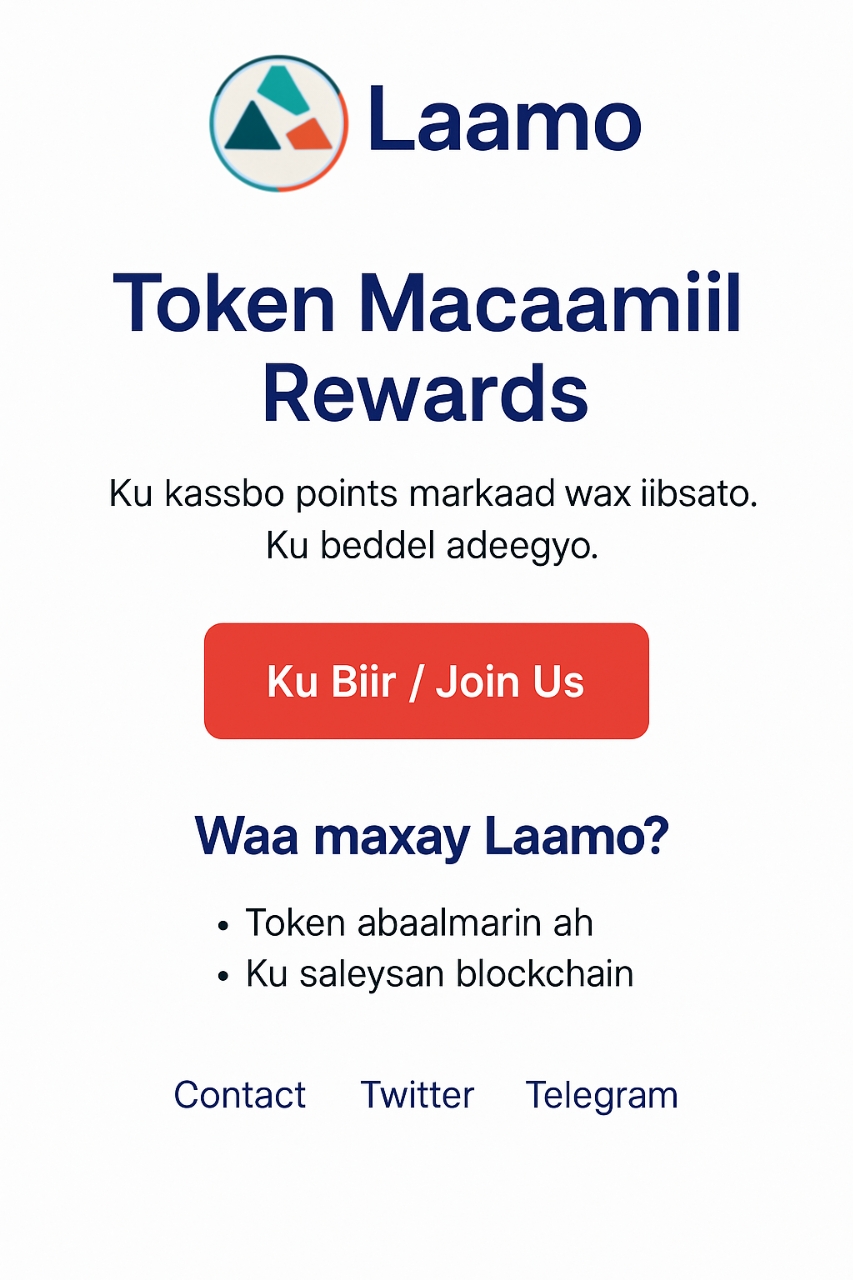 Laamo
Token Macaamiil
Rewards
Ku kassbo points markaad wax iibsato.
Ku beddel adeegyo.
Ku Biir / Join Us
Waa maxay Laamo?
• Token abaalmarin ah
• Ku saleysan blockchain
Contact Twitter Telegram